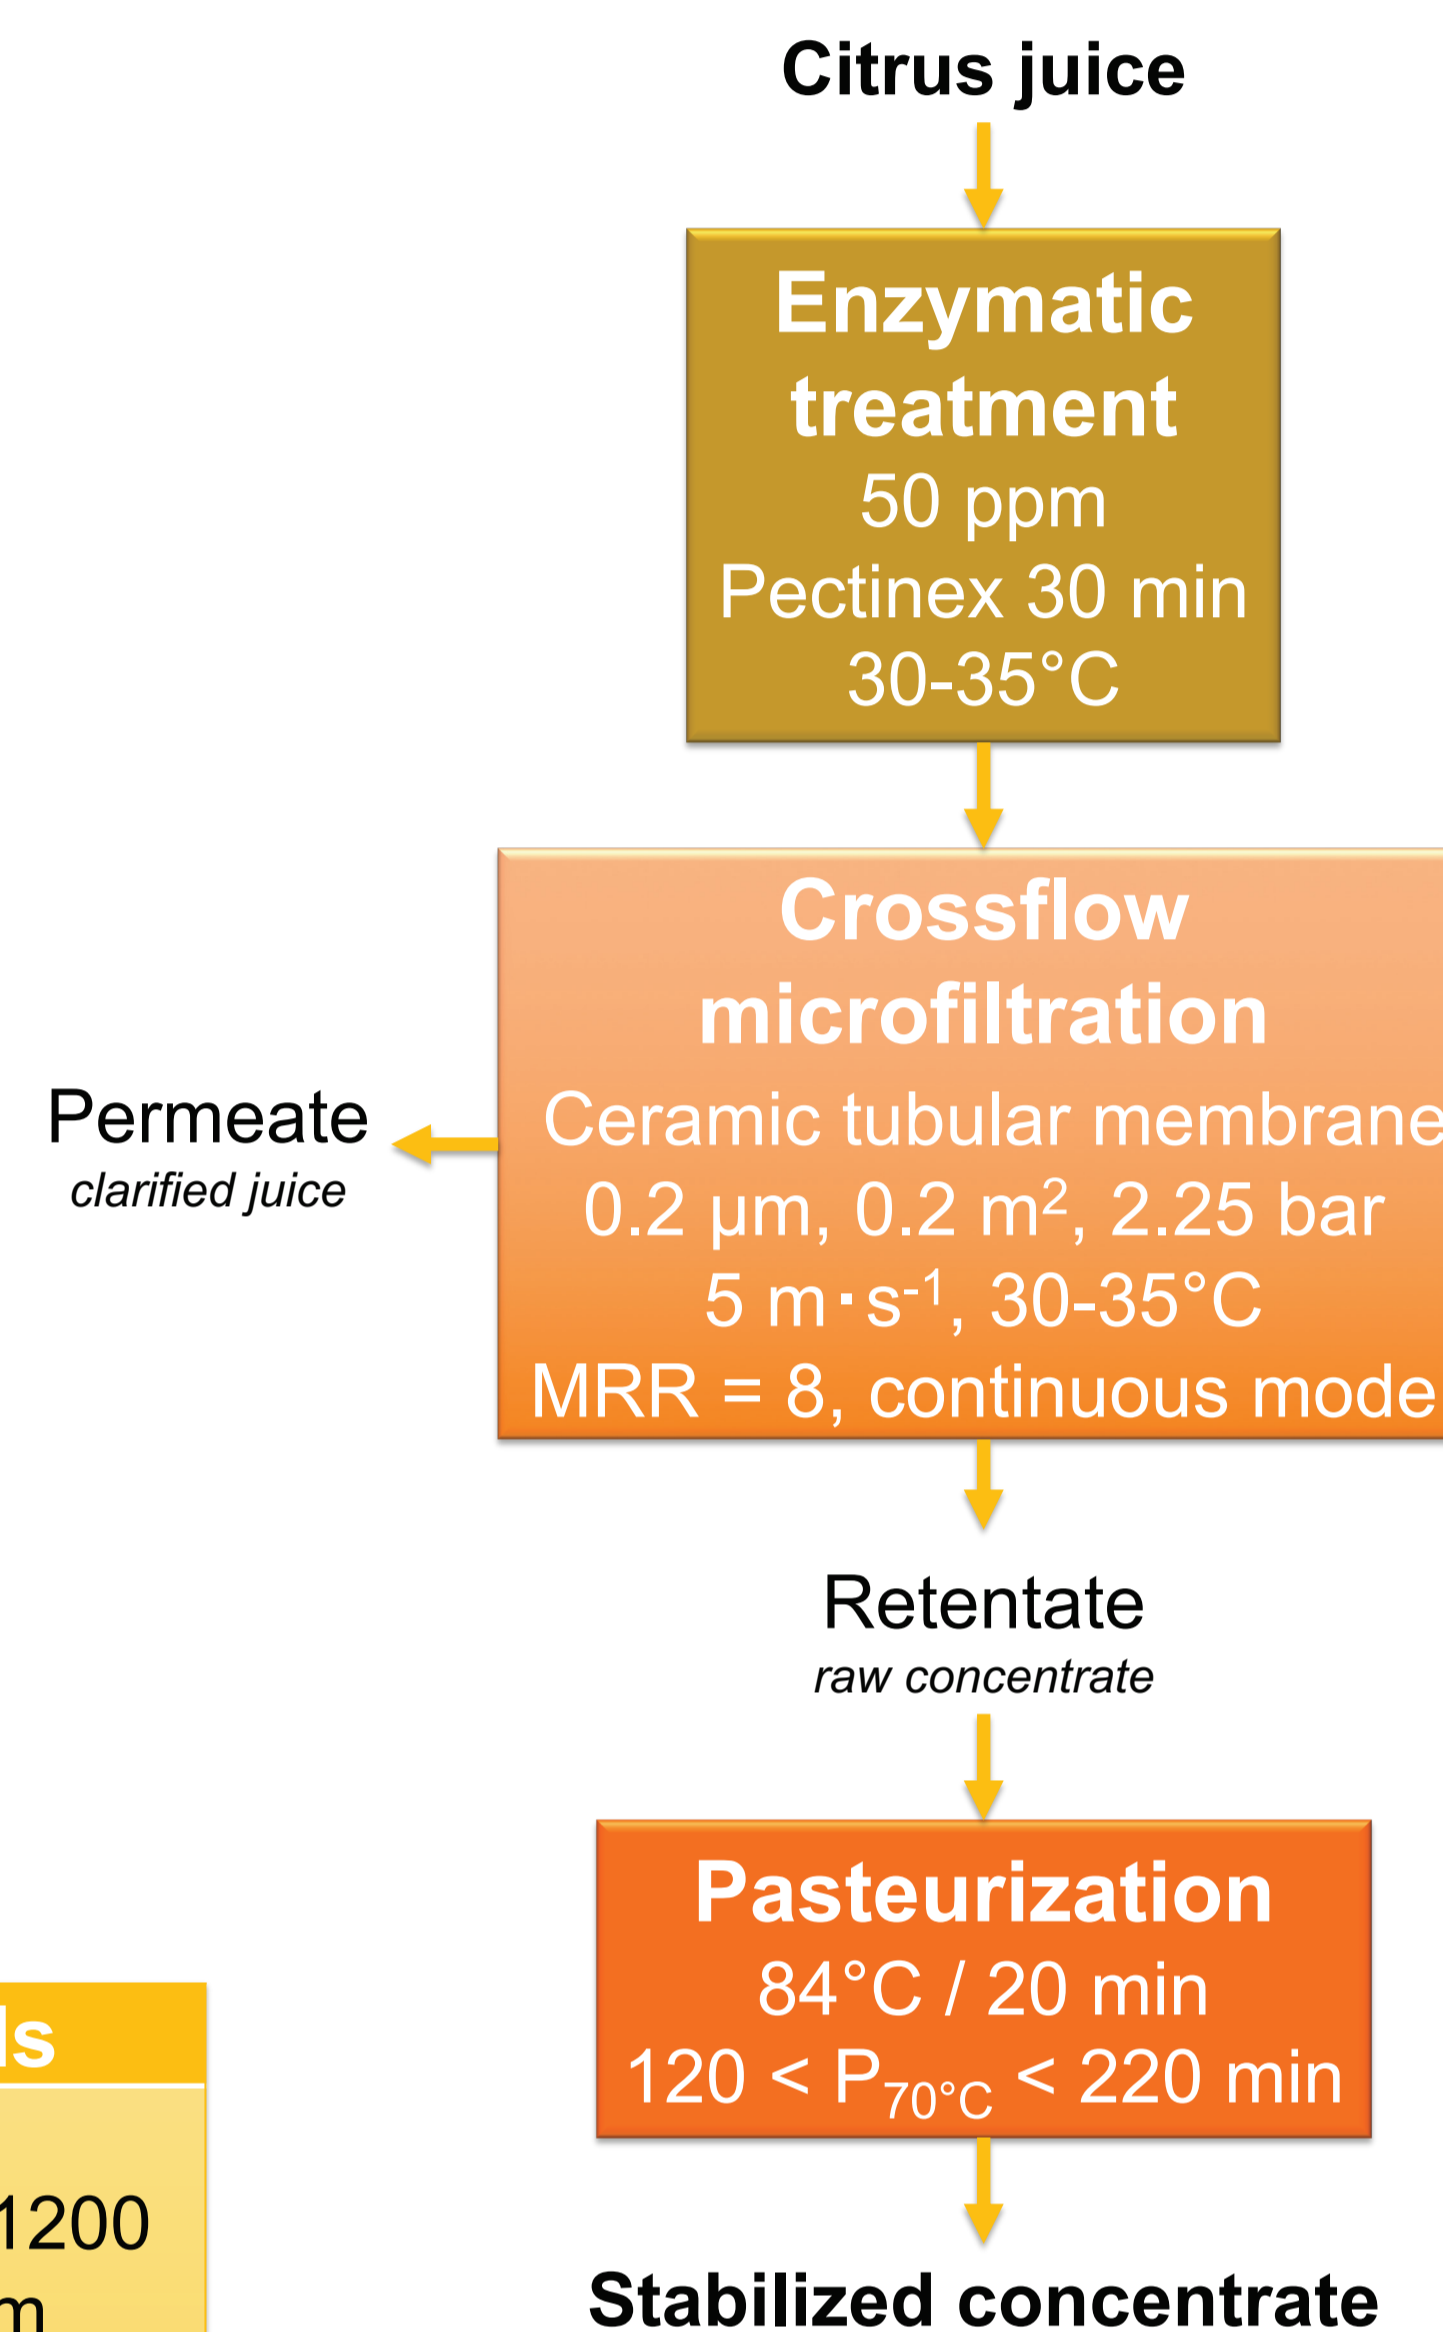 Citrus juice
Enzymatic
treatment
50 ppm
Pectinex 30 min
30-35°C
Crossflow
microfiltration
Ceramic tubular membrane
0.2 µm, 0.2 m², 2.25 bar
5 m·s⁻¹, 30-35°C
MRR = 8, continuous mode
Permeate
clarified juice
Retentate
raw concentrate
Pasteurization
84°C / 20 min
120 < P70°C < 220 min
Stabilized concentrate
1200